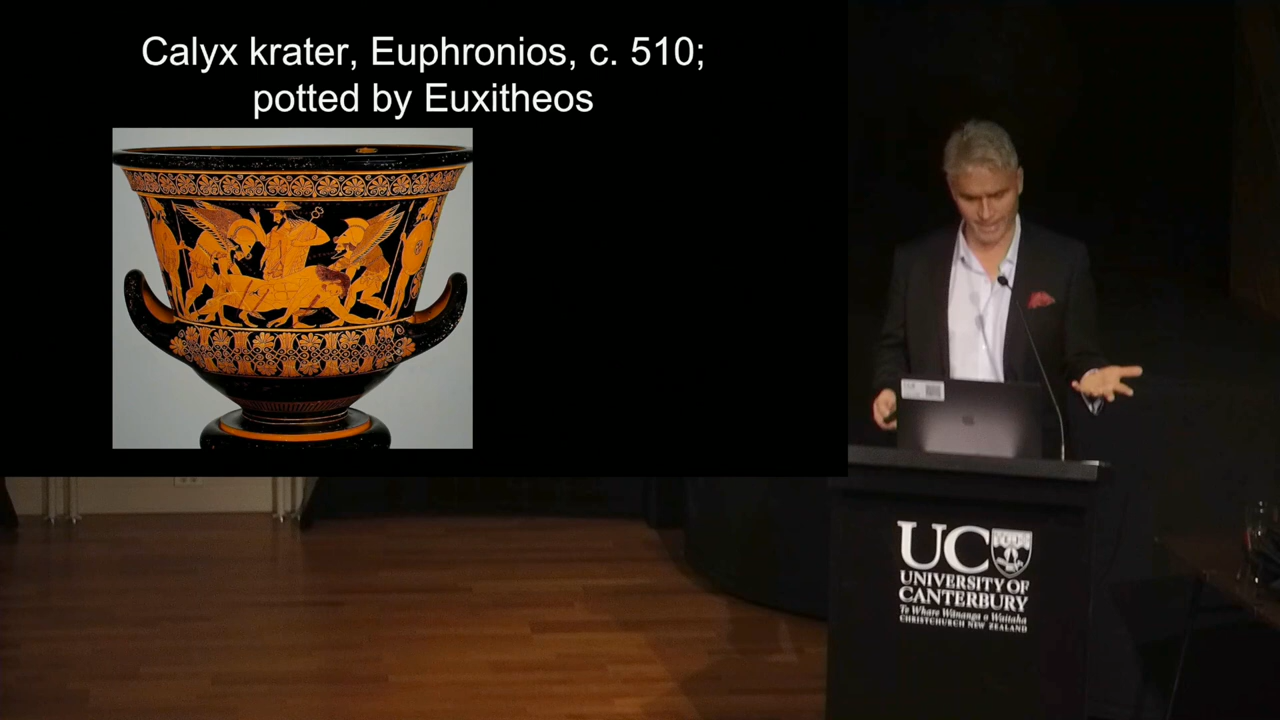 Calyx krater, Euphronios, c. 510;
potted by Euxitheos
UC
UNIVERSITY OF
CANTERBURY
Te Whare Wānanga o Waitaha
CHRISTCHURCH NEW ZEALAND